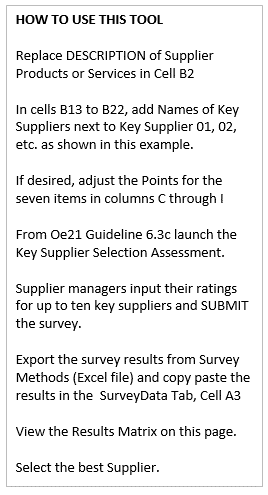 HOW TO USE THIS TOOL
Replace DESCRIPTION of Supplier
Products or Services in Cell B2
In cells B13 to B22, add Names of Key
Suppliers next to Key Supplier 01, 02,
etc. as shown in this example.
If desired, adjust the Points for the
seven items in columns C through I
From Oe21 Guideline 6.3c launch the
Key Supplier Selection Assessment.
Supplier managers input their ratings
for up to ten key suppliers and SUBMIT
the survey.
Export the survey results from Survey
Methods (Excel file) and copy paste the
results in the  SurveyData Tab, Cell A3
View the Results Matrix on this page.
Select the best Supplier.